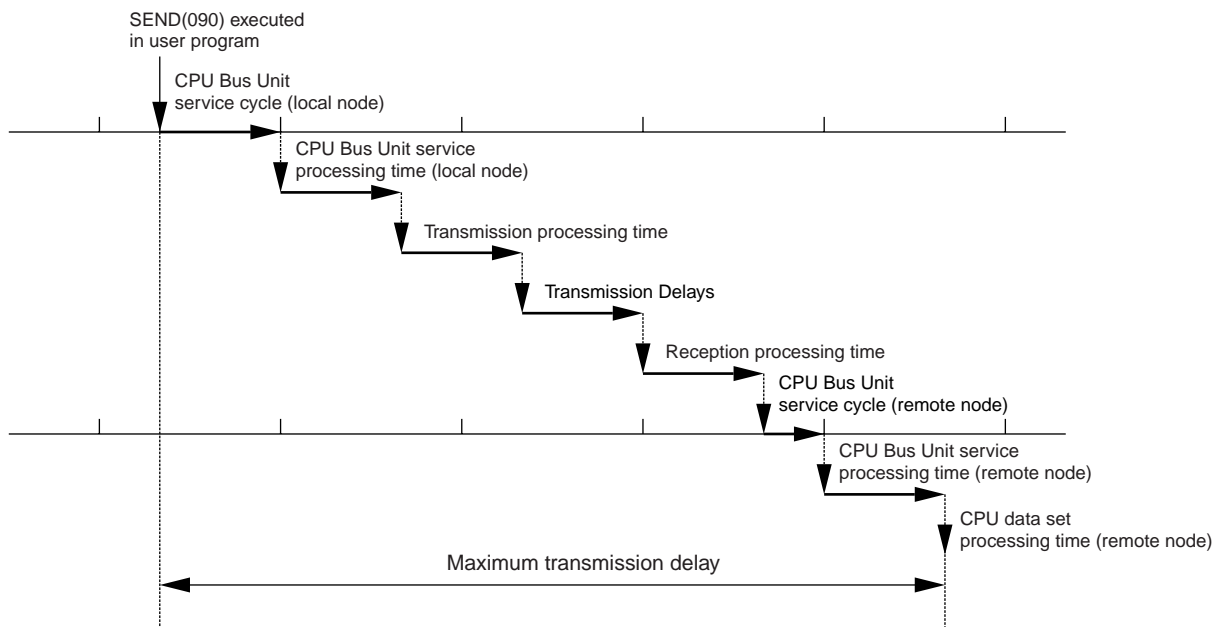 SEND(090) executed
in user program
CPU Bus Unit
service cycle (local node)
CPU Bus Unit service
processing time (local node)
Transmission processing time
Transmission Delays
Reception processing time
CPU Bus Unit
service cycle (remote node)
CPU Bus Unit service
processing time (remote node)
CPU data set
processing time (remote node)
Maximum transmission delay